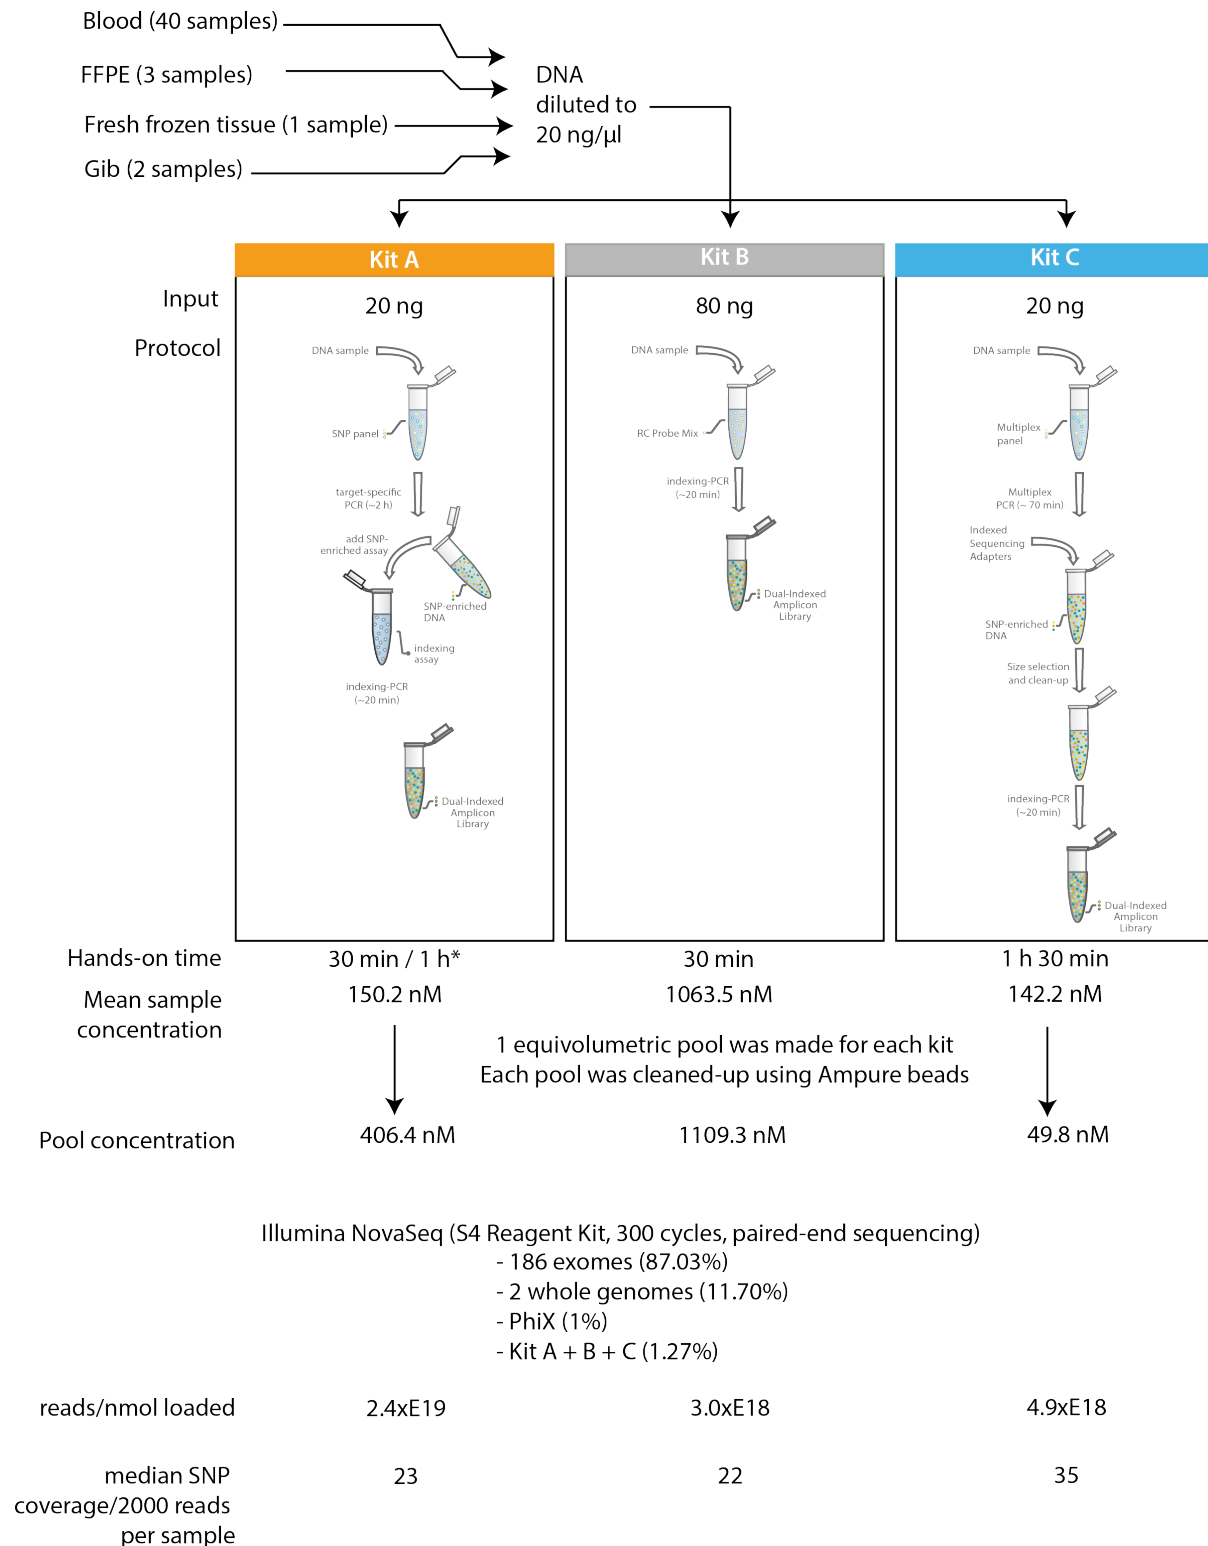 Blood (40 samples)
FFPE (3 samples)
Fresh frozen tissue (1 sample)
Gib (2 samples)
DNA
diluted to
20 ng/µl
Kit A
Kit B
Kit C
Input
20 ng
80 ng
20 ng
Protocol
DNA sample
SNP panel
target-specific
PCR (~2 h)
add SNP-
enriched assay
SNP-enriched
DNA
indexing
assay
indexing-PCR
(~20 min)
Dual-Indexed
Amplicon
Library
DNA sample
RC Probe Mix
indexing-PCR
(~20 min)
Dual-Indexed
Amplicon
Library
DNA sample
Multiplex
panel
Multiplex
PCR (~ 70 min)
Indexed
Sequencing
Adapters
SNP-enriched
DNA
Size selection
and clean-up
indexing-PCR
(~20 min)
Dual-Indexed
Amplicon
Library
Hands-on time
30 min / 1 h*
30 min
1 h 30 min
Mean sample
concentration
150.2 nM
1063.5 nM
142.2 nM
1 equivolumetric pool was made for each kit
Each pool was cleaned-up using Ampure beads
Pool concentration
406.4 nM
1109.3 nM
49.8 nM
Illumina NovaSeq (S4 Reagent Kit, 300 cycles, paired-end sequencing)
- 186 exomes (87.03%)
- 2 whole genomes (11.70%)
- PhiX (1%)
- Kit A + B + C (1.27%)
reads/nmol loaded
2.4xE19
3.0xE18
4.9xE18
median SNP
coverage/2000 reads
per sample
23
22
35